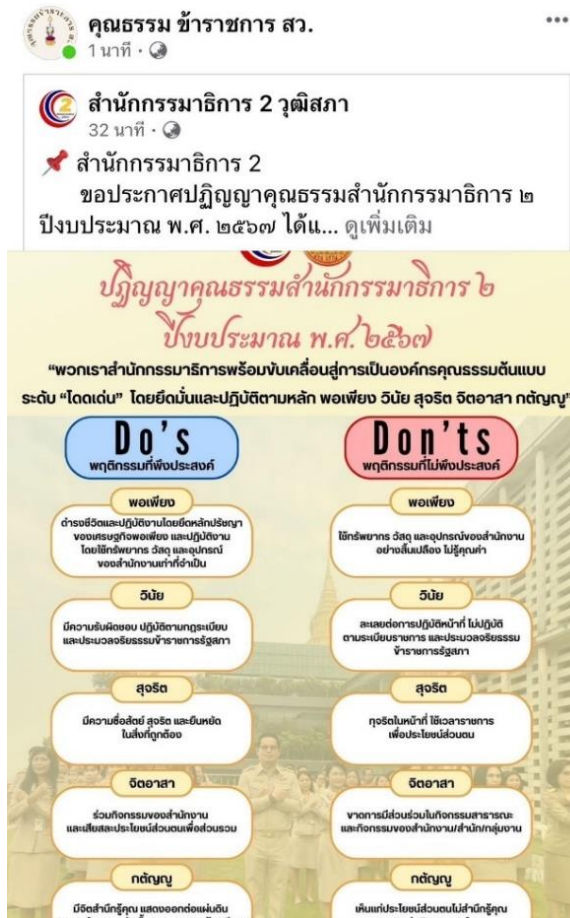 คุณธรรม ข้าราชการ สว.
1 นาที ·
สำนักกรรมาธิการ 2 วุฒิสภา
32 นาที ·
สำนักกรรมาธิการ 2
ขอประกาศปฏิญญาคุณธรรมสำนักกรรมาธิการ ๒
ปีงบประมาณ พ.ศ. ๒๕๖๗ ได้แ... ดูเพิ่มเติม
ปฏิญญาคุณธรรมสำนักกรรมาธิการ ๒
ปีงบประมาณ พ.ศ. ๒๕๖๗
“พวกเราสำนักกรรมาธิการพร้อมขับเคลื่อนสู่การเป็นองค์กรคุณธรรมต้นแบบ
ระดับ “โดดเด่น” โดยยึดมั่นและปฏิบัติตามหลัก พอเพียง วินัย สุจริต จิตอาสา กตัญญู”
Do's
พฤติกรรมที่พึงประสงค์
พอเพียง
ดำรงชีวิตและปฏิบัติงานโดยยึดหลักปรัชญา
ของเศรษฐกิจพอเพียง และปฏิบัติงาน
โดยใช้ทรัพยากร วัสดุ และอุปกรณ์
ของสำนักงานเท่าที่จำเป็น
วินัย
มีความรับผิดชอบ ปฏิบัติตามกฎระเบียบ
และประมวลจริยธรรมข้าราชการรัฐสภา
สุจริต
มีความซื่อสัตย์ สุจริต และยืนหยัด
ในสิ่งที่ถูกต้อง
จิตอาสา
ร่วมกิจกรรมของสำนักงาน
และเสียสละประโยชน์ส่วนตนเพื่อส่วนรวม
กตัญญู
มีจิตสำนึกรู้คุณ แสดงออกต่อแผ่นดิน
Don'ts
พฤติกรรมที่ไม่พึงประสงค์
พอเพียง
ใช้ทรัพยากร วัสดุ และอุปกรณ์ของสำนักงาน
อย่างสิ้นเปลือง ไม่รู้คุณค่า
วินัย
ละเลยต่อการปฏิบัติหน้าที่ ไม่ปฏิบัติ
ตามระเบียบราชการ และประมวลจริยธรรม
ข้าราชการรัฐสภา
สุจริต
ทุจริตในหน้าที่ ใช้เวลาราชการ
เพื่อประโยชน์ส่วนตน
จิตอาสา
ขาดการมีส่วนร่วมในกิจกรรมสาธารณะ
และกิจกรรมของสำนักงาน/สำนัก/กลุ่มงาน
กตัญญู
เห็นแก่ประโยชน์ส่วนตนไม่สำนึกรู้คุณ